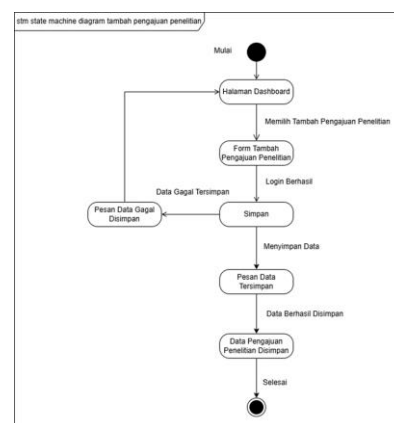 stm state machine diagram tambah pengajuan penelitian
Mulai
Halaman Dashboard
Memilih Tambah Pengajuan Penelitian
Form Tambah
Pengajuan Penelitian
Login Berhasil
Data Gagal Tersimpan
Pesan Data Gagal
Disimpan
Simpan
Menyimpan Data
Pesan Data
Tersimpan
Data Berhasil Disimpan
Data Pengajuan
Penelitian Disimpan
Selesai